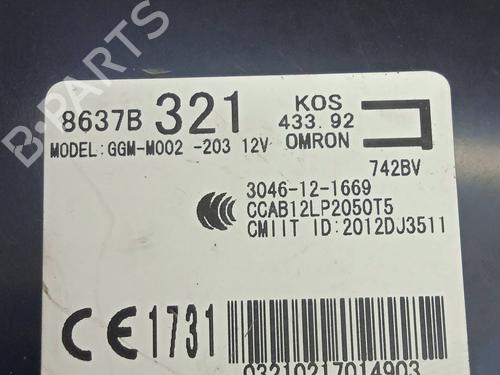 B-PARTS
8637B 321 KOS
433.92
MODEL:GGM-M002 -203 12V OMRON
742BV
3046-12-1669
CCAB12LP2050T5
CMIIT ID:2012DJ3511
CE 1731
03210217014903